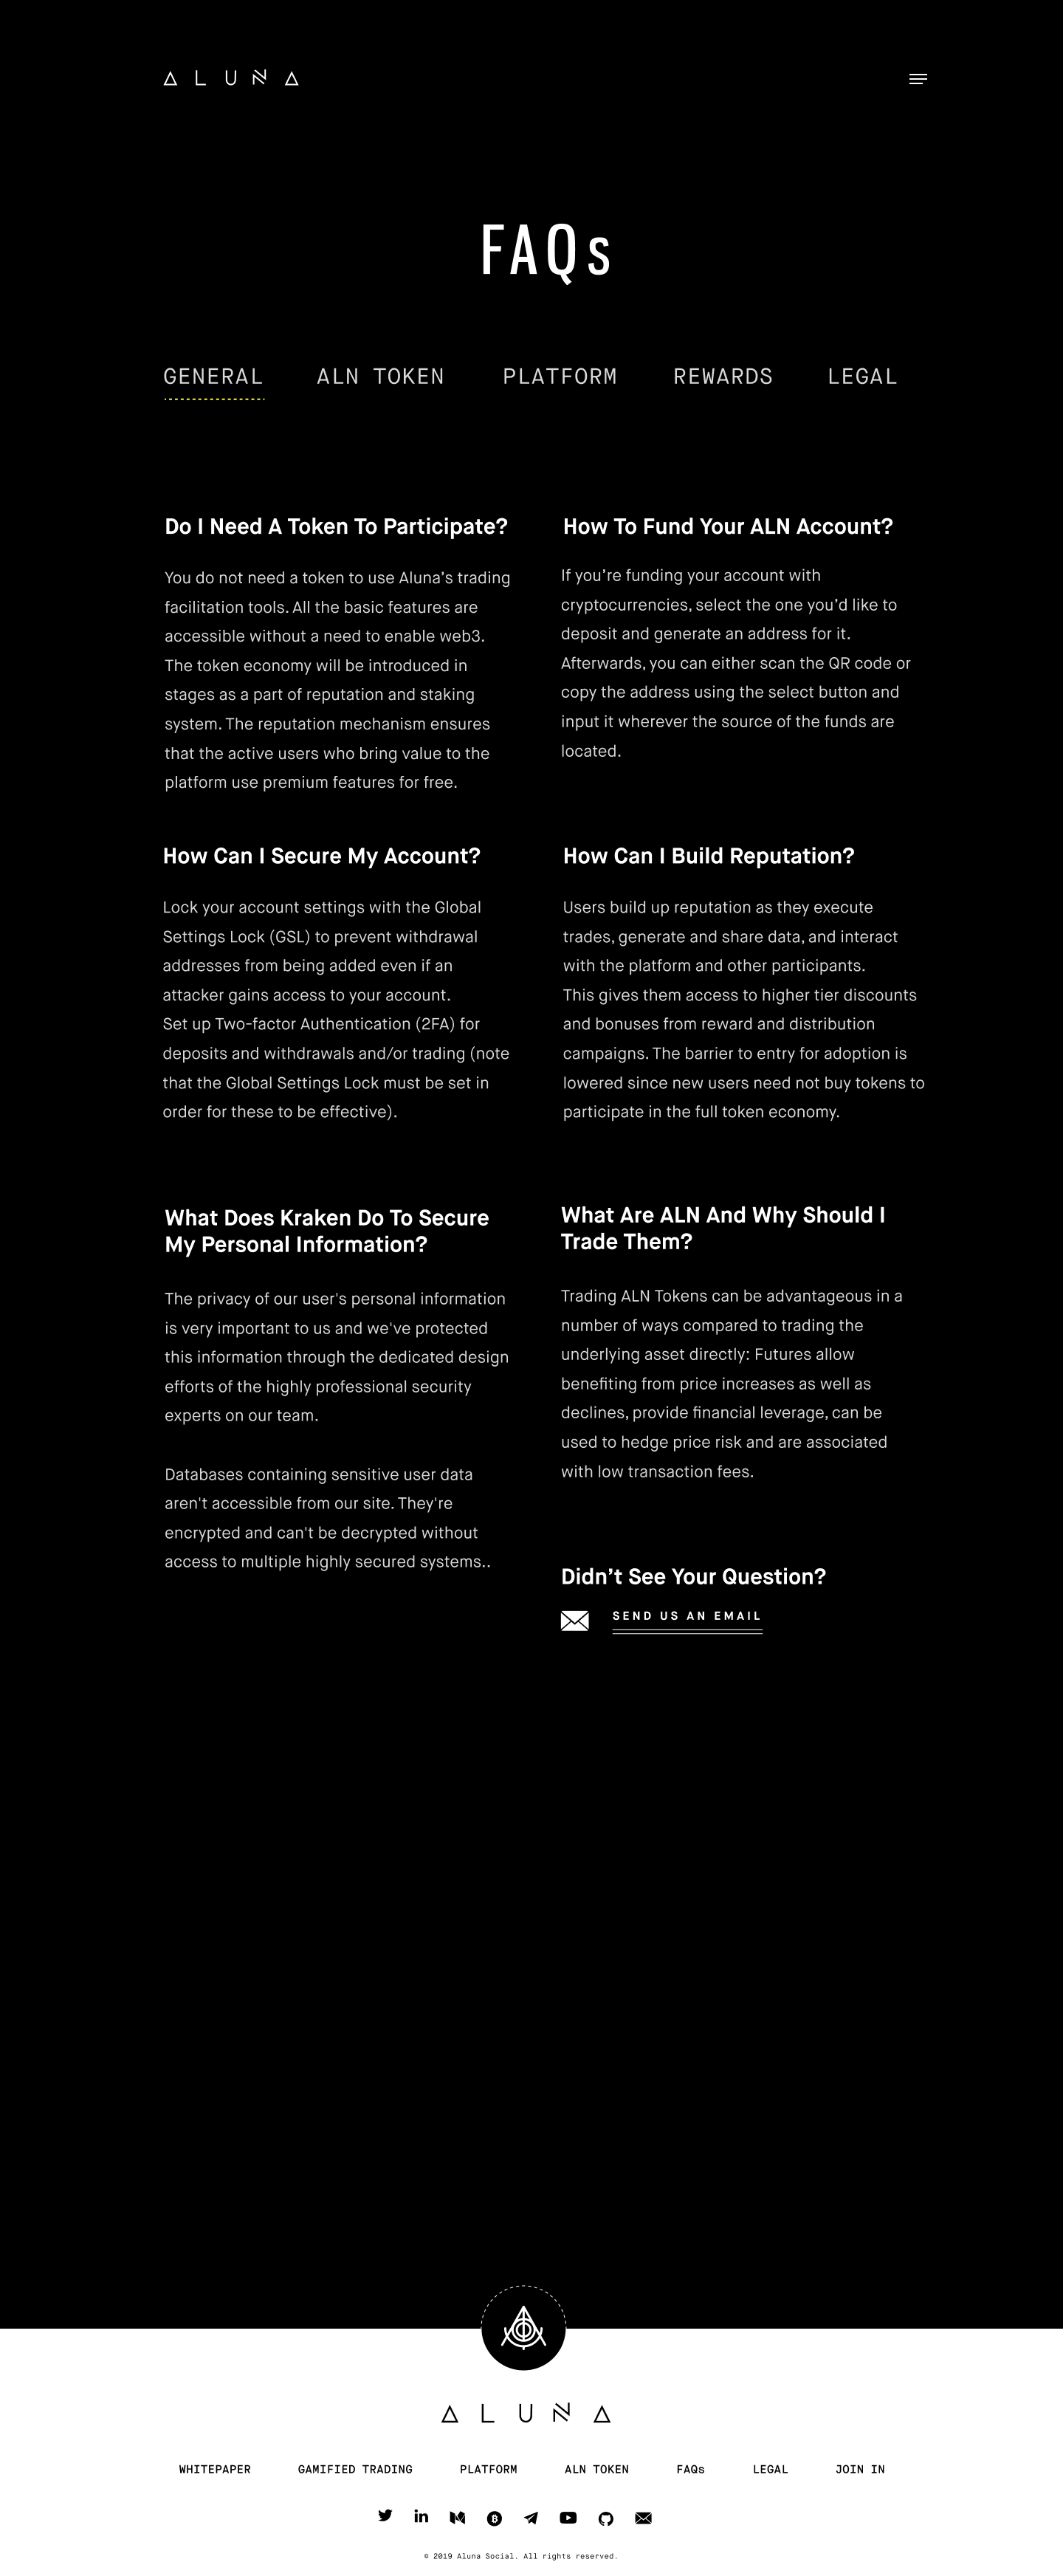 ALUNA
FAQs
GENERAL
ALN TOKEN
PLATFORM
REWARDS
LEGAL
Do I Need A Token To Participate?
You do not need a token to use Aluna’s trading
facilitation tools. All the basic features are
accessible without a need to enable web3.
The token economy will be introduced in
stages as a part of reputation and staking
system. The reputation mechanism ensures
that the active users who bring value to the
platform use premium features for free.
How To Fund Your ALN Account?
If you’re funding your account with
cryptocurrencies, select the one you’d like to
deposit and generate an address for it.
Afterwards, you can either scan the QR code or
copy the address using the select button and
input it wherever the source of the funds are
located.
How Can I Secure My Account?
Lock your account settings with the Global
Settings Lock (GSL) to prevent withdrawal
addresses from being added even if an
attacker gains access to your account.
Set up Two-factor Authentication (2FA) for
deposits and withdrawals and/or trading (note
that the Global Settings Lock must be set in
order for these to be effective).
How Can I Build Reputation?
Users build up reputation as they execute
trades, generate and share data, and interact
with the platform and other participants.
This gives them access to higher tier discounts
and bonuses from reward and distribution
campaigns. The barrier to entry for adoption is
lowered since new users need not buy tokens to
participate in the full token economy.
What Does Kraken Do To Secure
My Personal Information?
The privacy of our user's personal information
is very important to us and we've protected
this information through the dedicated design
efforts of the highly professional security
experts on our team.
Databases containing sensitive user data
aren't accessible from our site. They're
encrypted and can't be decrypted without
access to multiple highly secured systems..
What Are ALN And Why Should I
Trade Them?
Trading ALN Tokens can be advantageous in a
number of ways compared to trading the
underlying asset directly: Futures allow
benefiting from price increases as well as
declines, provide financial leverage, can be
used to hedge price risk and are associated
with low transaction fees.
Didn’t See Your Question?
SEND US AN EMAIL
ALUNA
WHITEPAPER
GAMIFIED TRADING
PLATFORM
ALN TOKEN
FAQs
LEGAL
JOIN IN
© 2019 Aluna Social. All rights reserved.